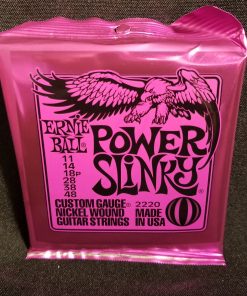 ERNIE
BALL
POWER
SLINKY
11
14
18P
28
38
48
CUSTOM GAUGE®
NICKEL WOUND
GUITAR STRINGS
2220
MADE IN
USA